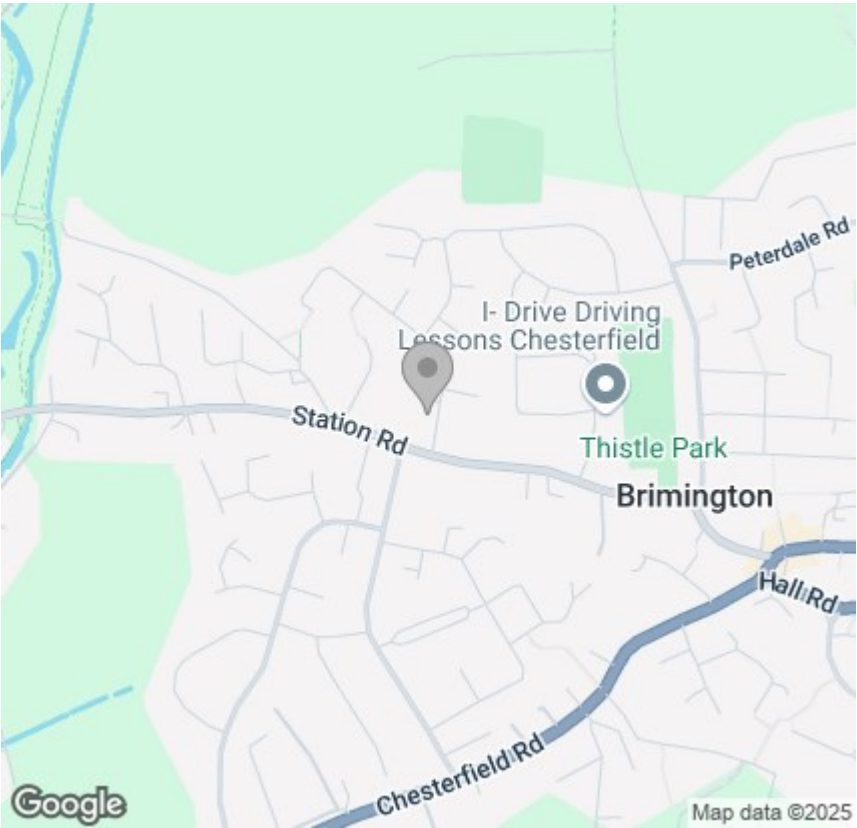 Peterdale Rd
I- Drive Driving
Lessons Chesterfield
Station Rd
Thistle Park
Brimington
Hall Rd
Chesterfield Rd
Google
Map data ©2025